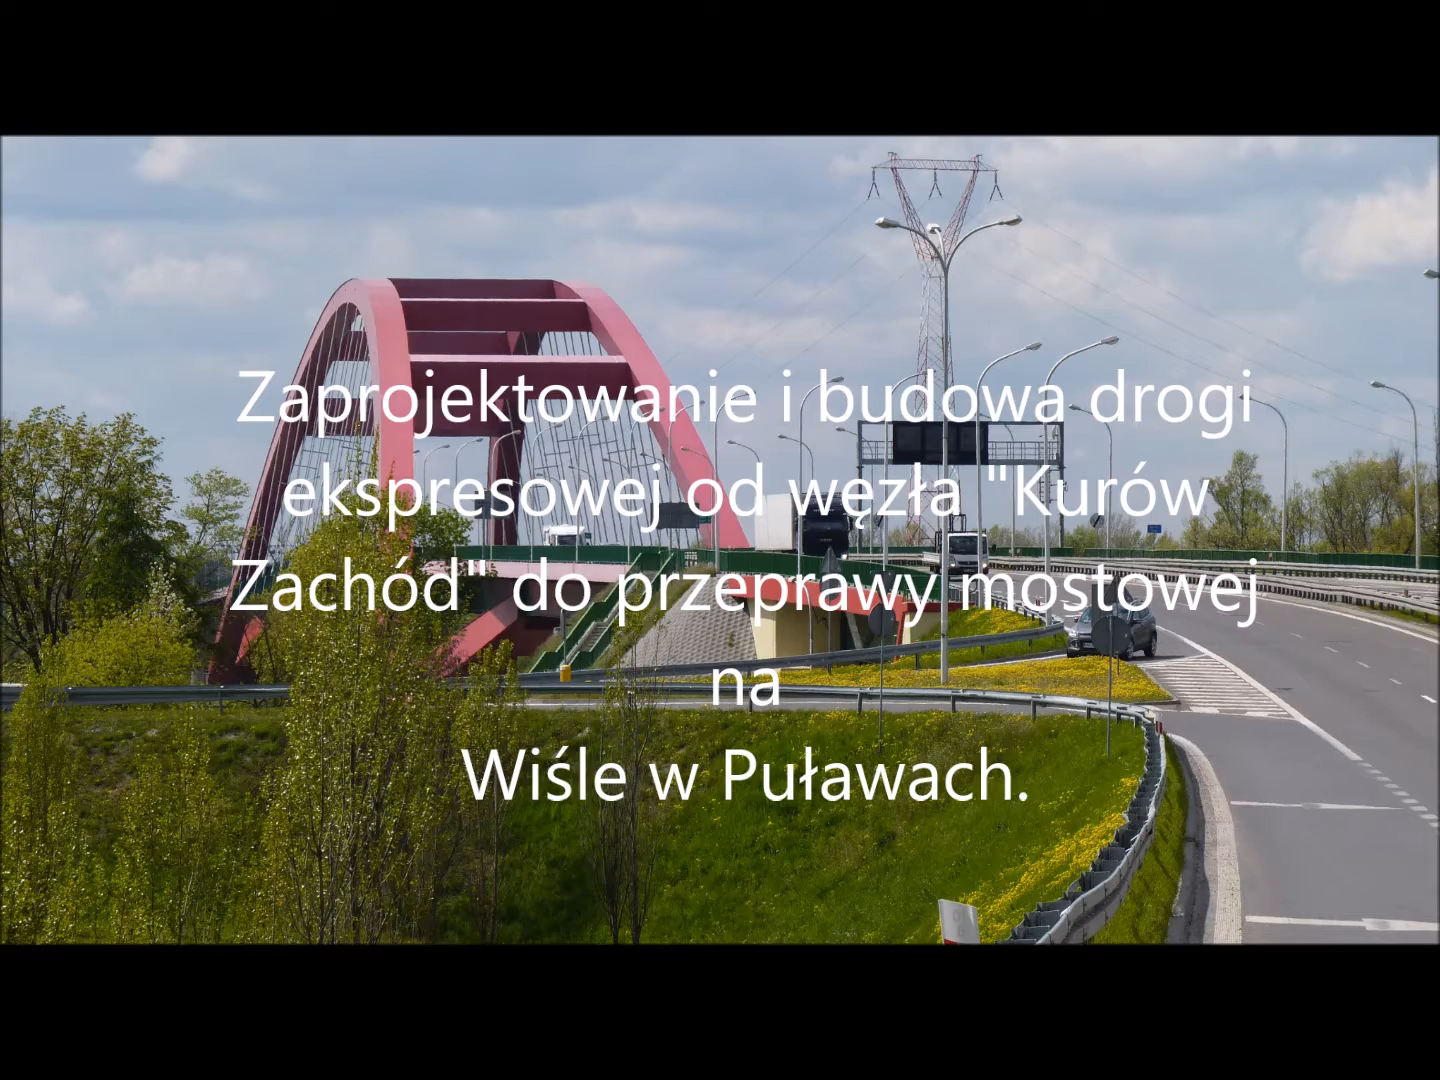 Zaprojektowanie i budowa drogi
ekspresowej od węzła "Kurów
Zachód" do przeprawy mostowej
na
Wiśle w Puławach.